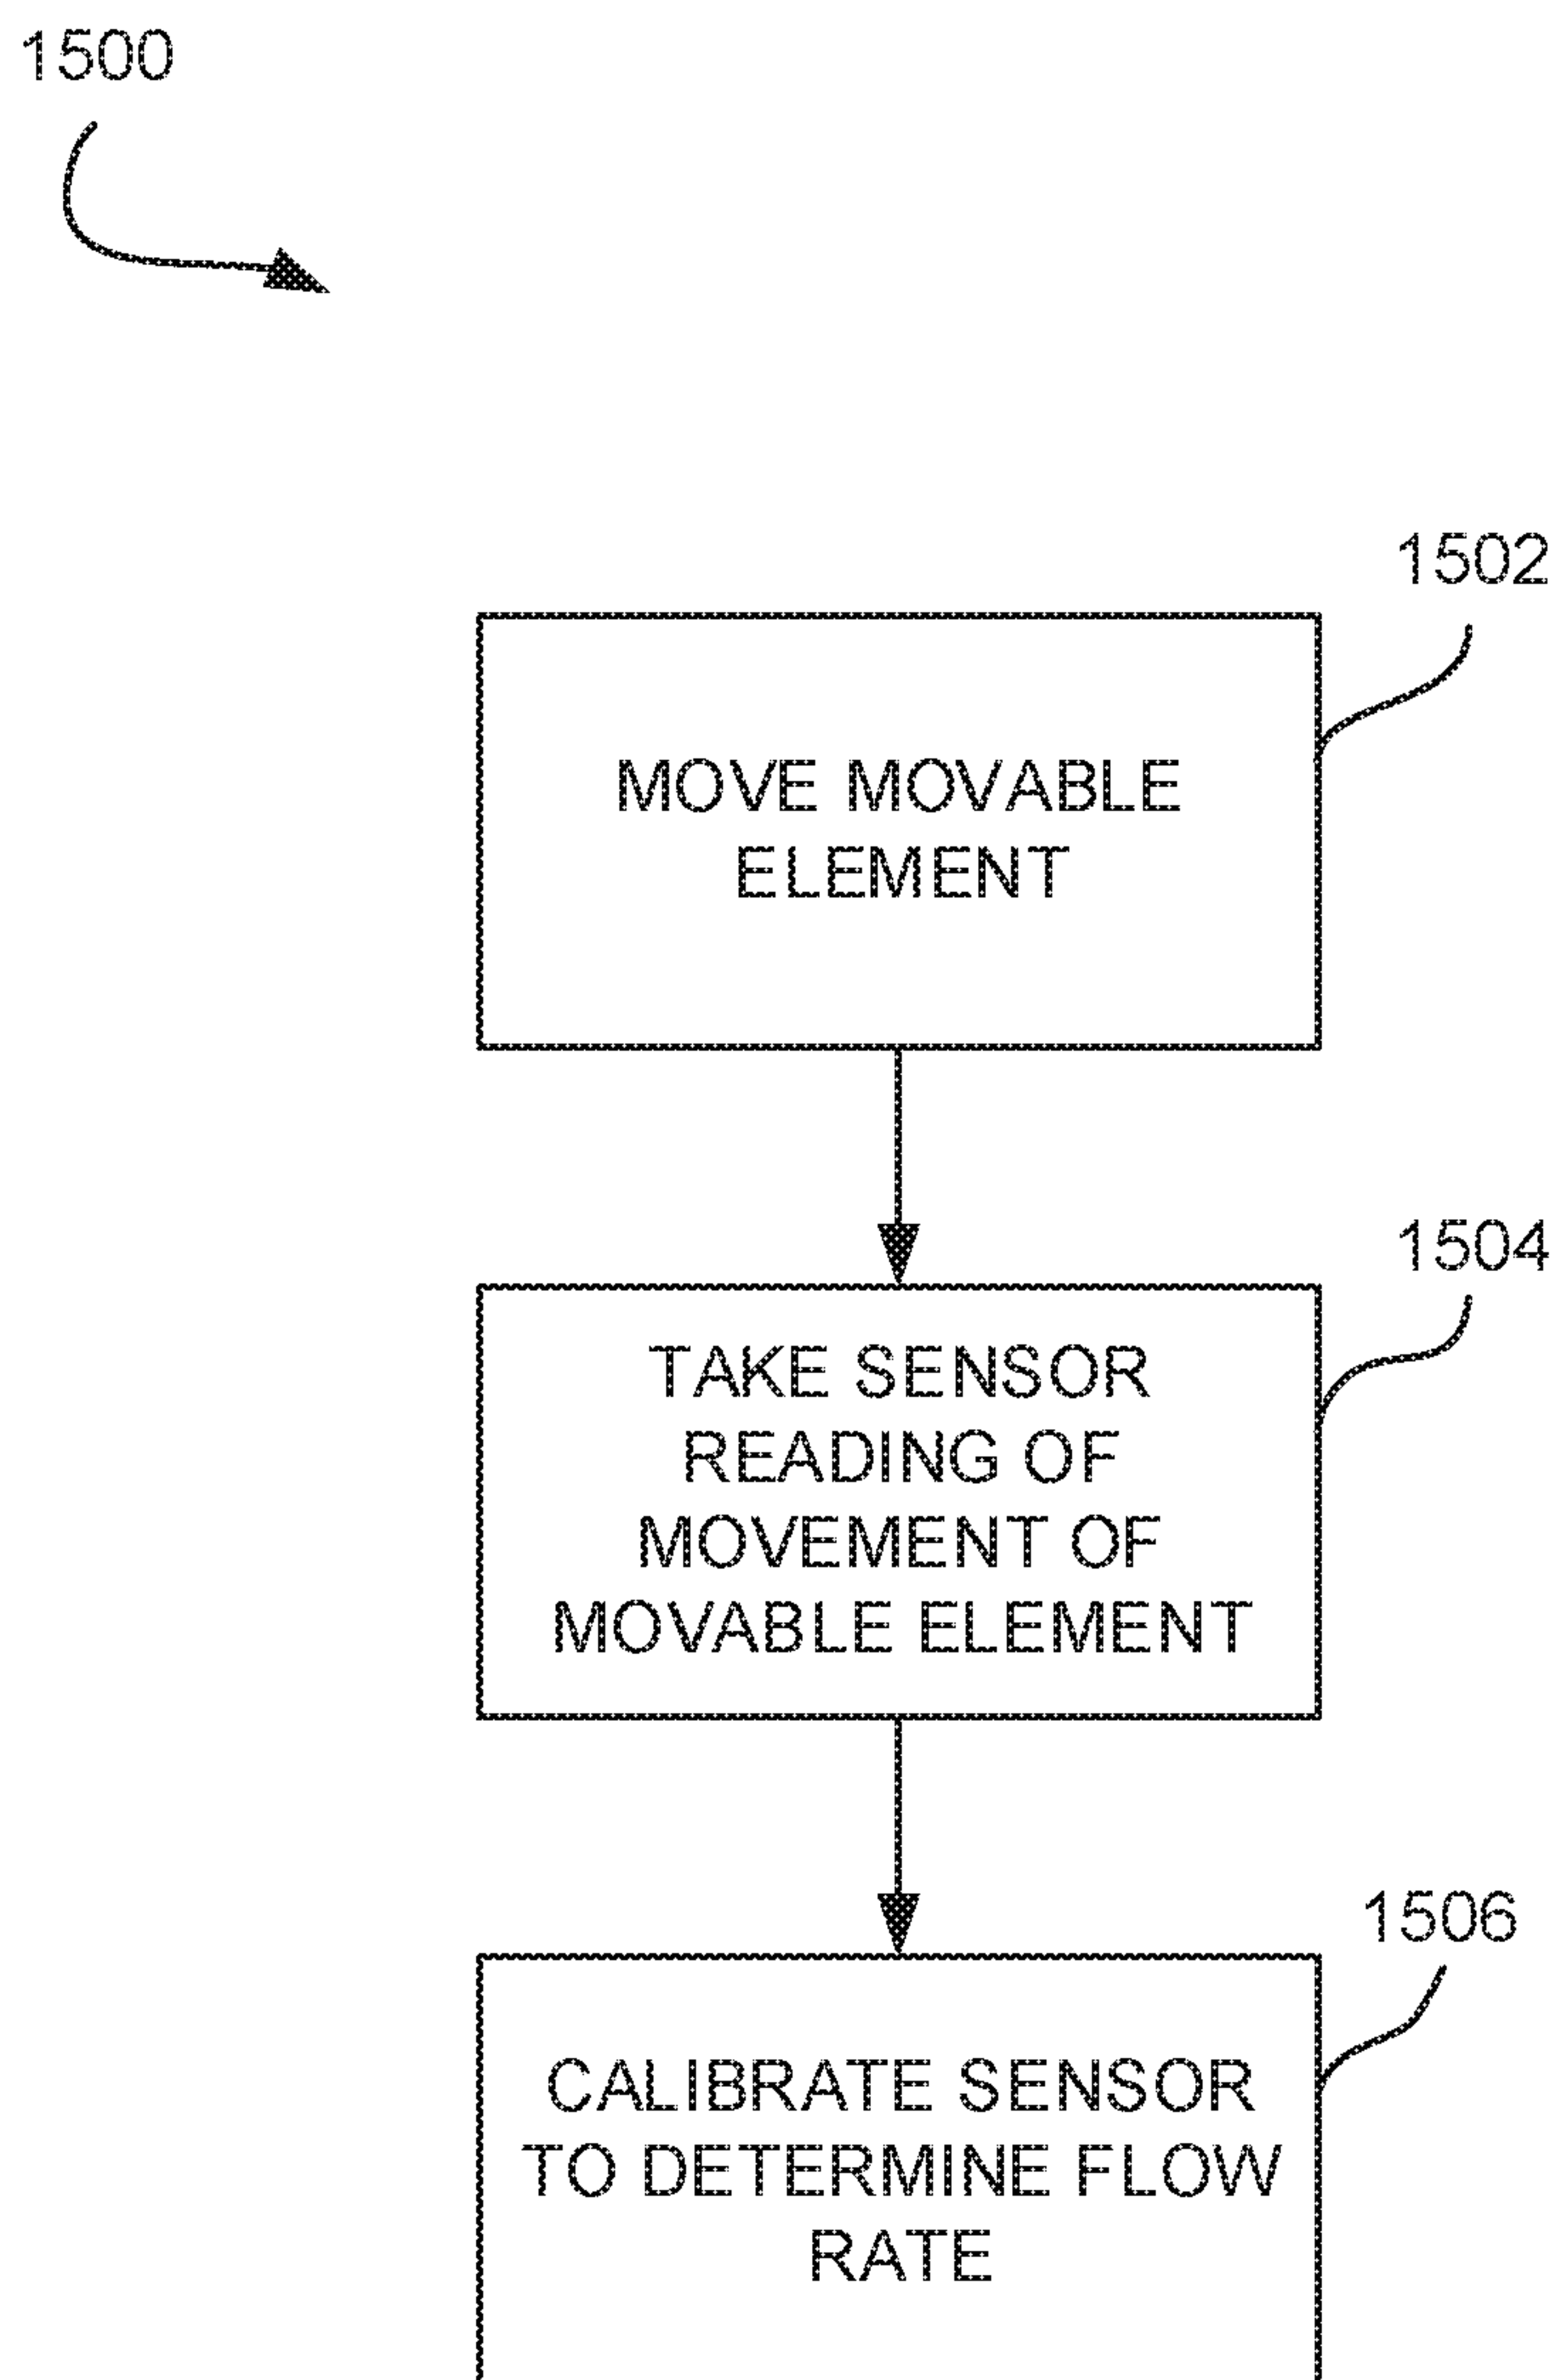 1500
1502
MOVE MOVABLE
ELEMENT
1504
TAKE SENSOR
READING OF
MOVEMENT OF
MOVABLE ELEMENT
1506
CALIBRATE SENSOR
TO DETERMINE FLOW
RATE